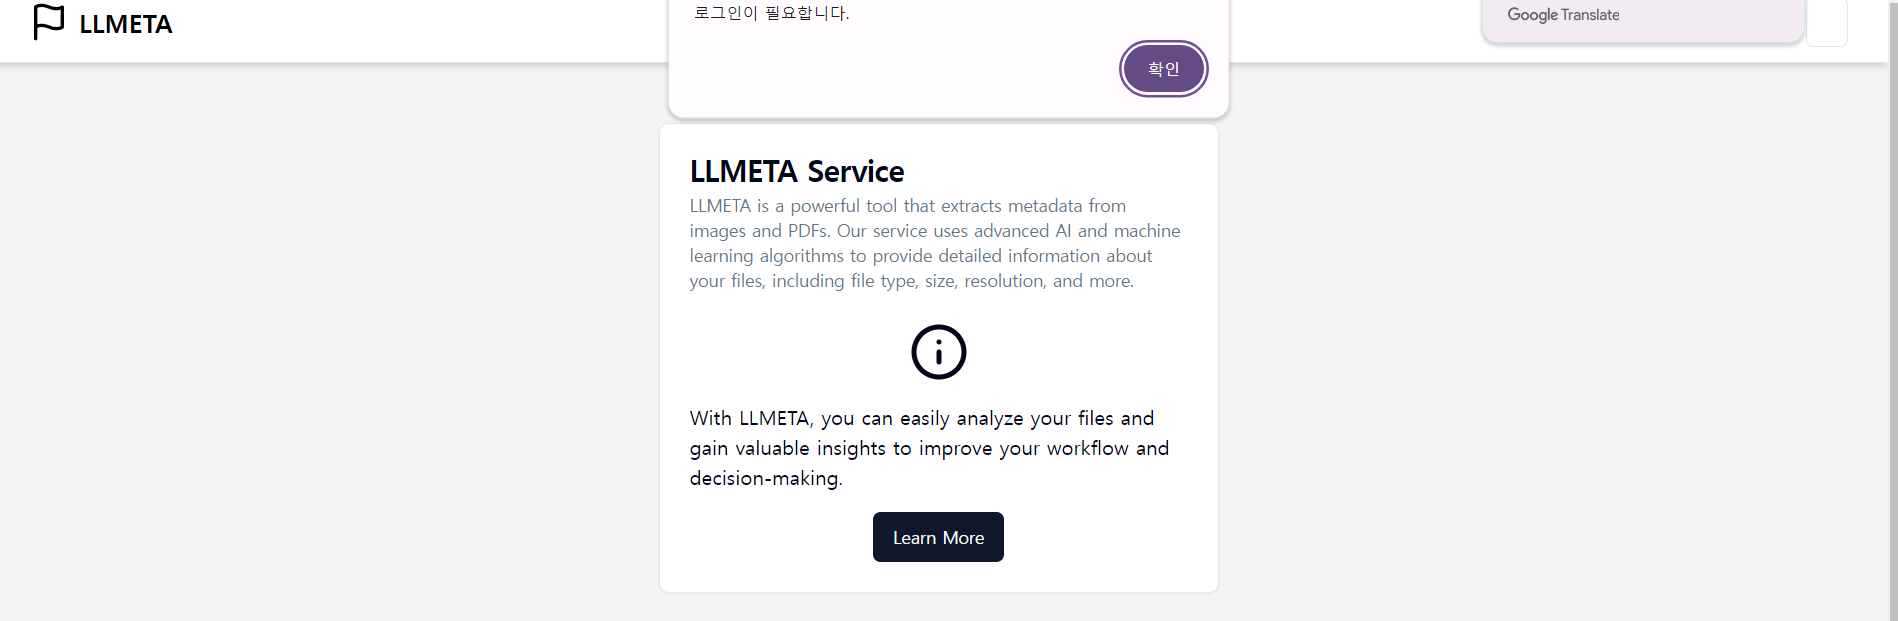 LLMETA
로그인이 필요합니다.
Google Translate
확인
LLMETA Service
LLMETA is a powerful tool that extracts metadata from
images and PDFs. Our service uses advanced AI and machine
learning algorithms to provide detailed information about
your files, including file type, size, resolution, and more.
With LLMETA, you can easily analyze your files and
gain valuable insights to improve your workflow and
decision-making.
Learn More